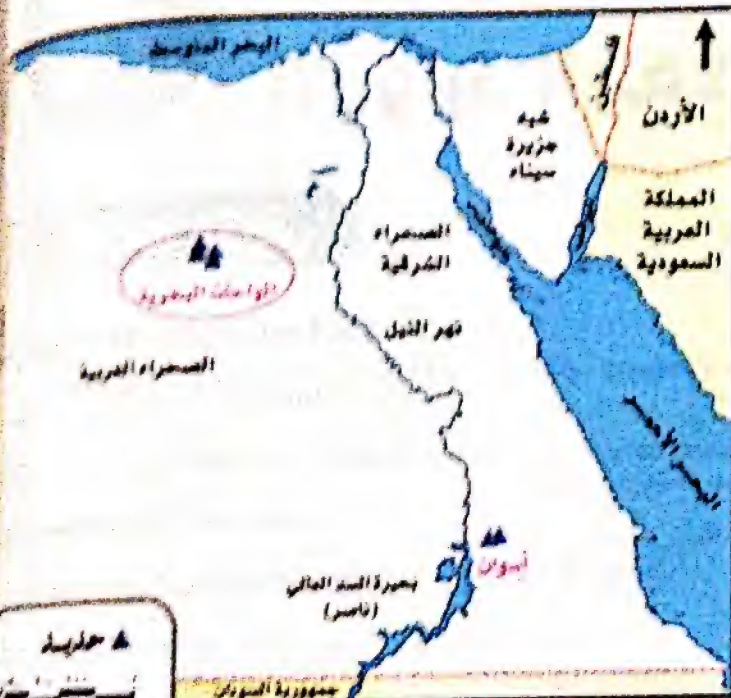 البحر المتوسط
شبه
جزيرة
سيناء
الأردن
المملكة
العربية
السعودية
الصحراء
الشرقية
الواحات البحرية
نهر النيل
الصحراء الغربية
البحر الأحمر
أسوان
بحيرة السد العالي
(ناصر)
حديد
جمهورية السودان